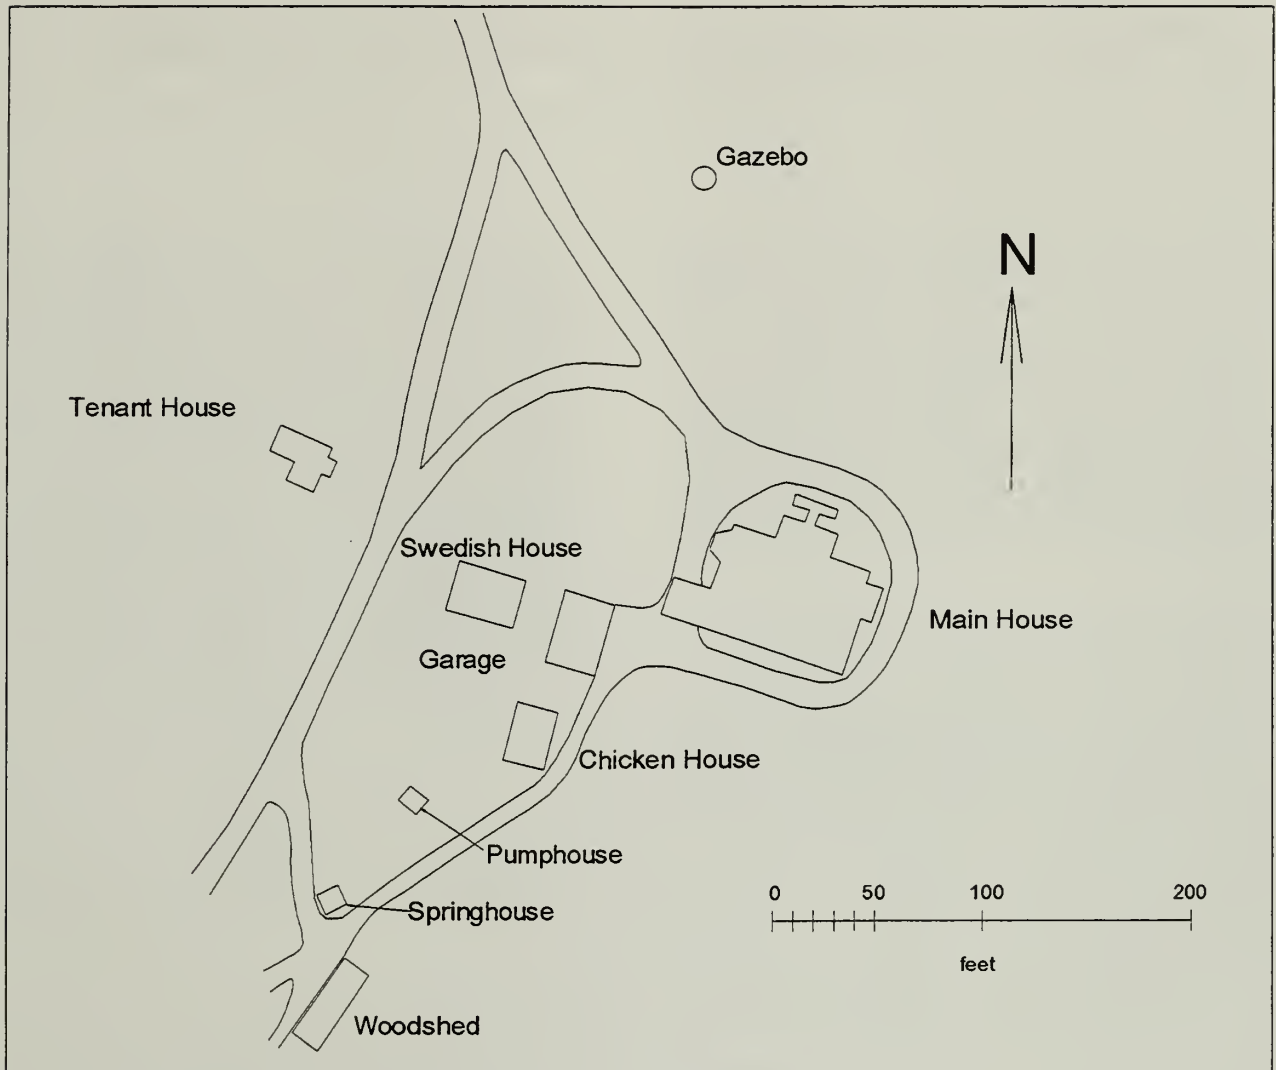 Gazebo
N
Tenant House
Swedish House
Main House
Garage
Chicken House
Pumphouse
0 50 100 200
Springhouse
feet
Woodshed